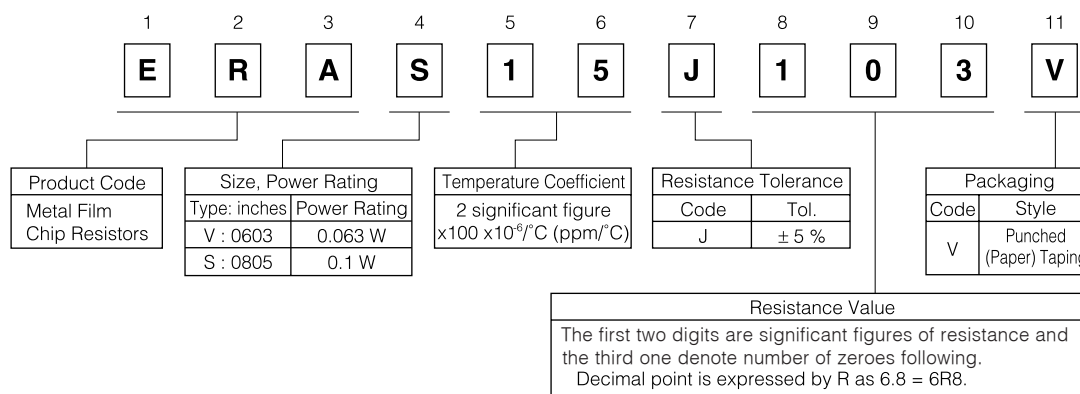 1 2 3 4 5 6 7 8 9 10 11
E R A S 1 5 J 1 0 3 V
Product Code
Metal Film
Chip Resistors
Size, Power Rating
Type: inches Power Rating
V : 0603 0.063 W
S : 0805 0.1 W
Temperature Coefficient
2 significant figure
x100 x10⁻⁶/°C (ppm/°C)
Resistance Tolerance
Code Tol.
J ± 5 %
Packaging
Code Style
V Punched
(Paper) Taping
Resistance Value
The first two digits are significant figures of resistance and
the third one denote number of zeroes following.
Decimal point is expressed by R as 6.8 = 6R8.